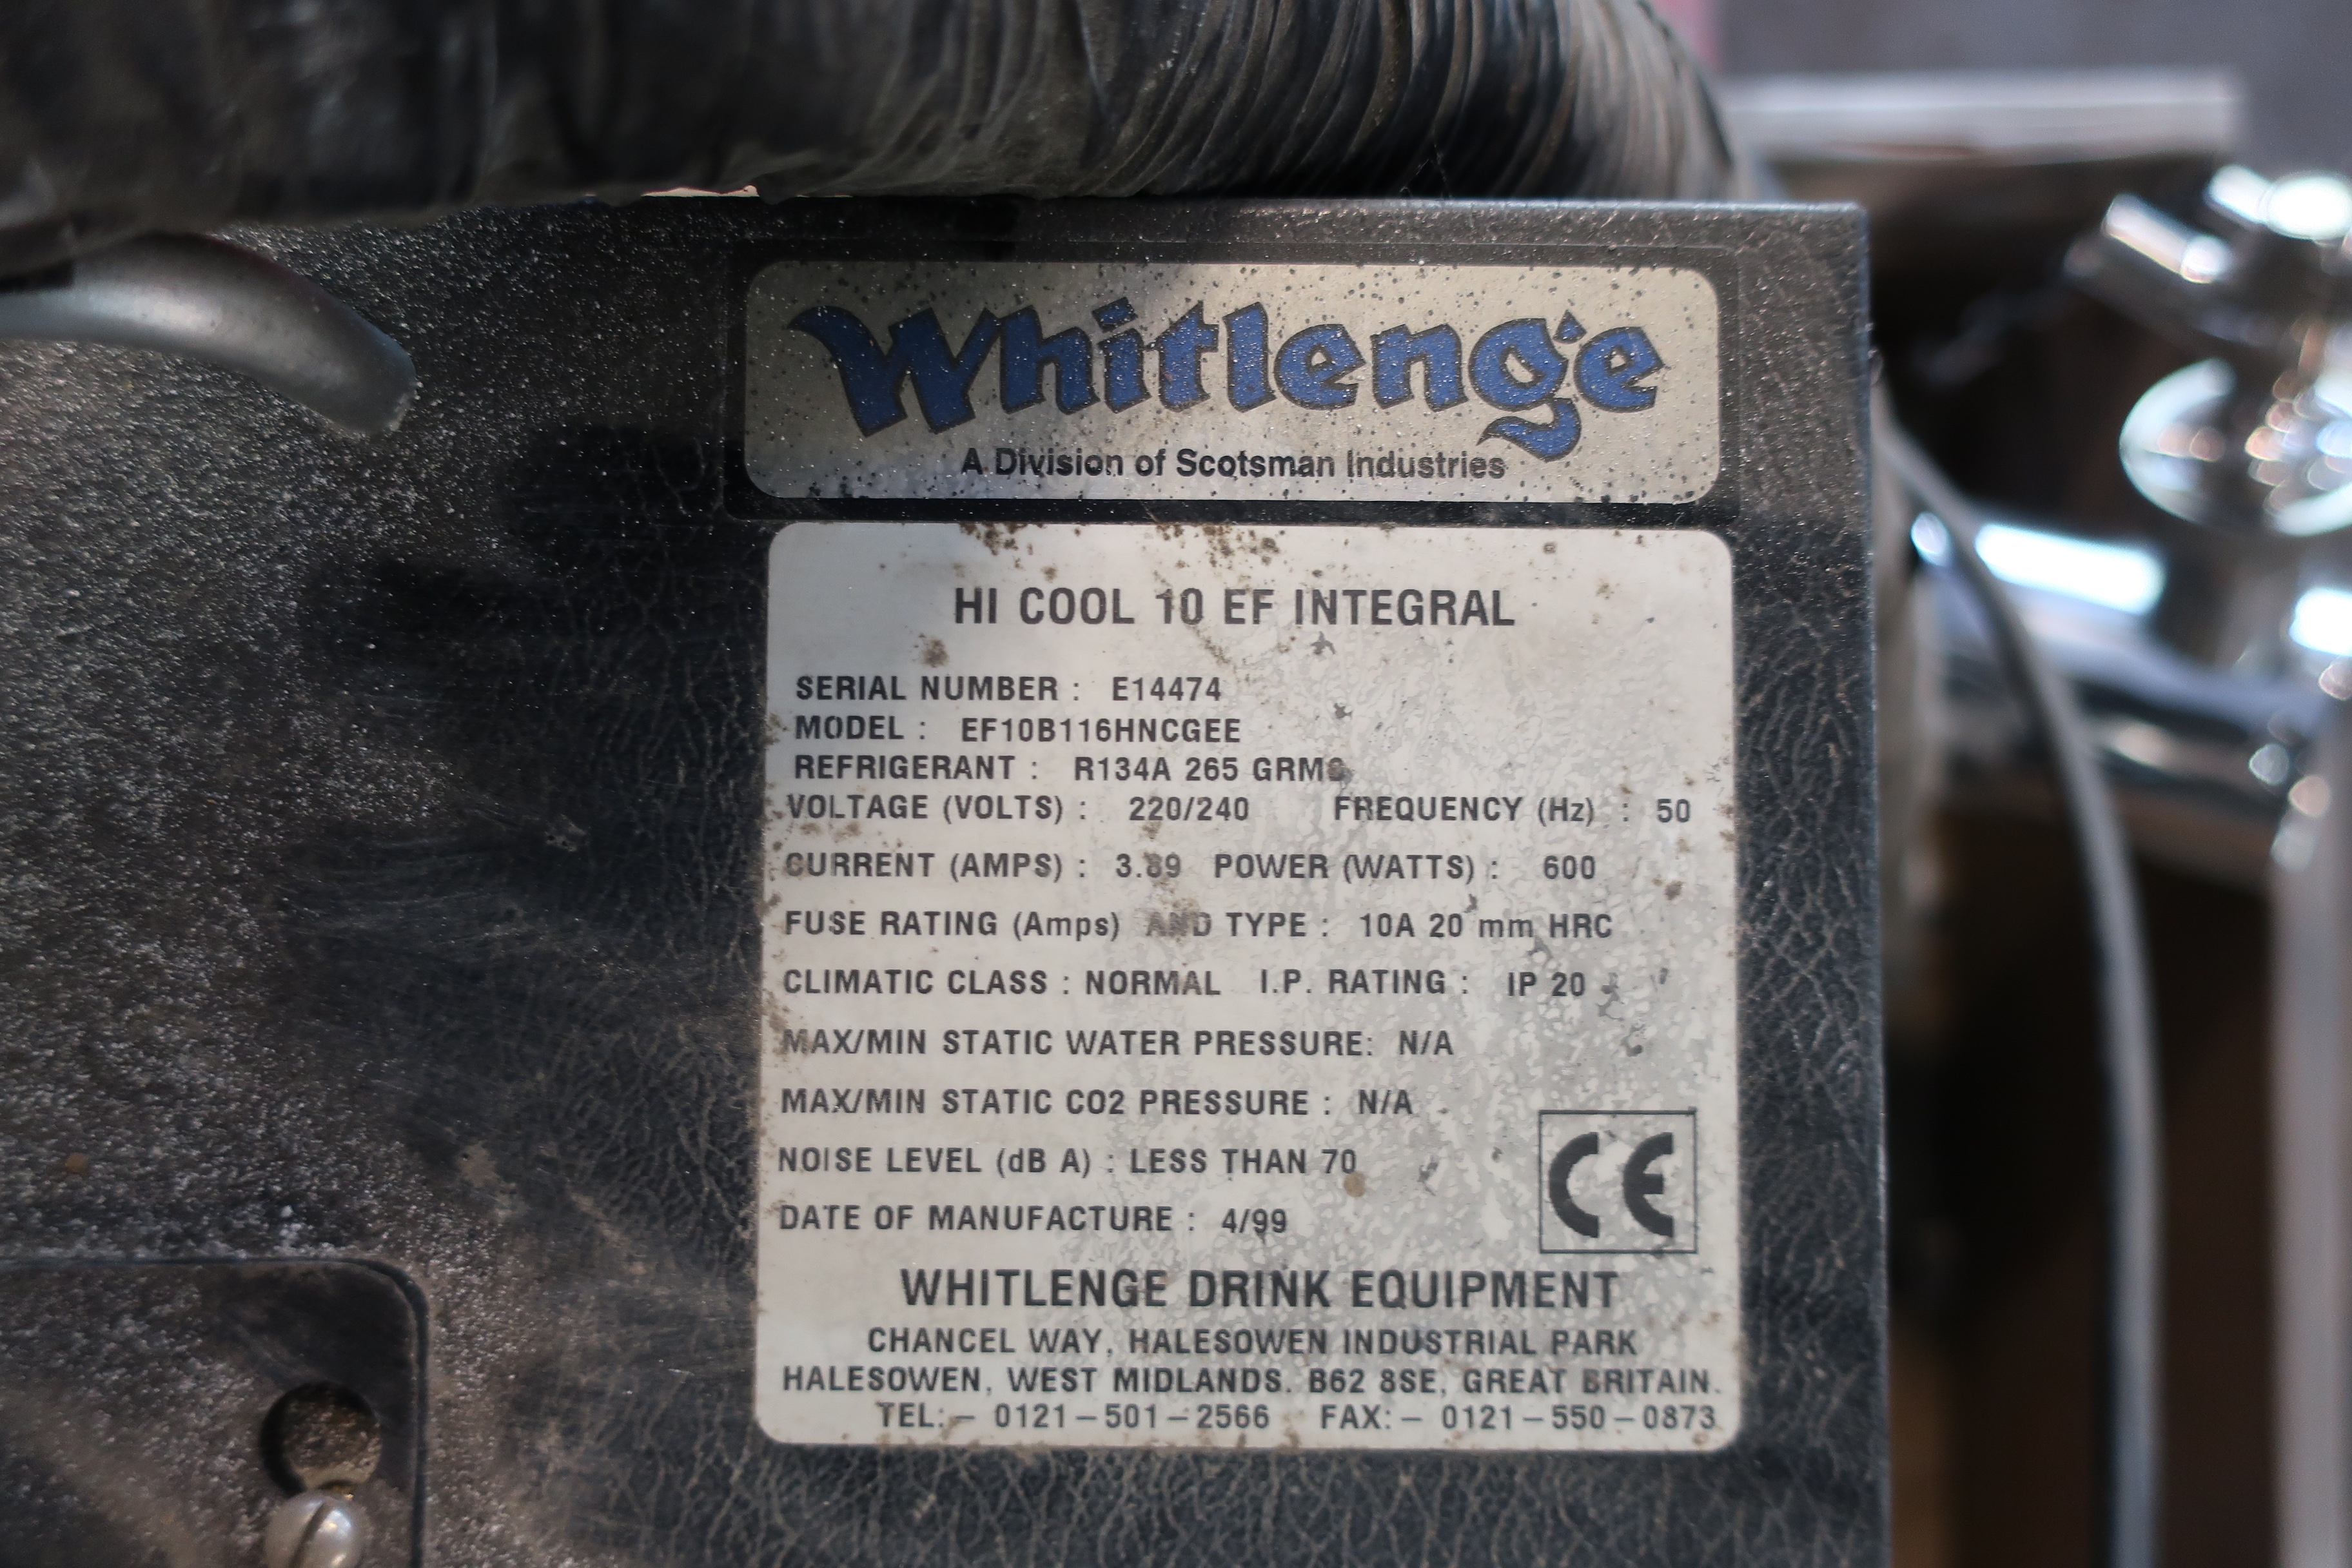 Whitlenge
A Division of Scotsman Industries
HI COOL 10 EF INTEGRAL
SERIAL NUMBER : E14474
MODEL : EF10B116HNCGEE
REFRIGERANT : R134A 265 GRMS
VOLTAGE (VOLTS) : 220/240 FREQUENCY (Hz) : 50
CURRENT (AMPS) : 3.89 POWER (WATTS) : 600
FUSE RATING (Amps) AND TYPE : 10A 20 mm HRC
CLIMATIC CLASS : NORMAL I.P. RATING : IP 20
MAX/MIN STATIC WATER PRESSURE: N/A
MAX/MIN STATIC CO2 PRESSURE : N/A
NOISE LEVEL (dB A) : LESS THAN 70
DATE OF MANUFACTURE : 4/99
CE
WHITLENGE DRINK EQUIPMENT
CHANCEL WAY, HALESOWEN INDUSTRIAL PARK
HALESOWEN, WEST MIDLANDS. B62 8SE, GREAT BRITAIN.
TEL:– 0121–501–2566 FAX:– 0121–550–0873